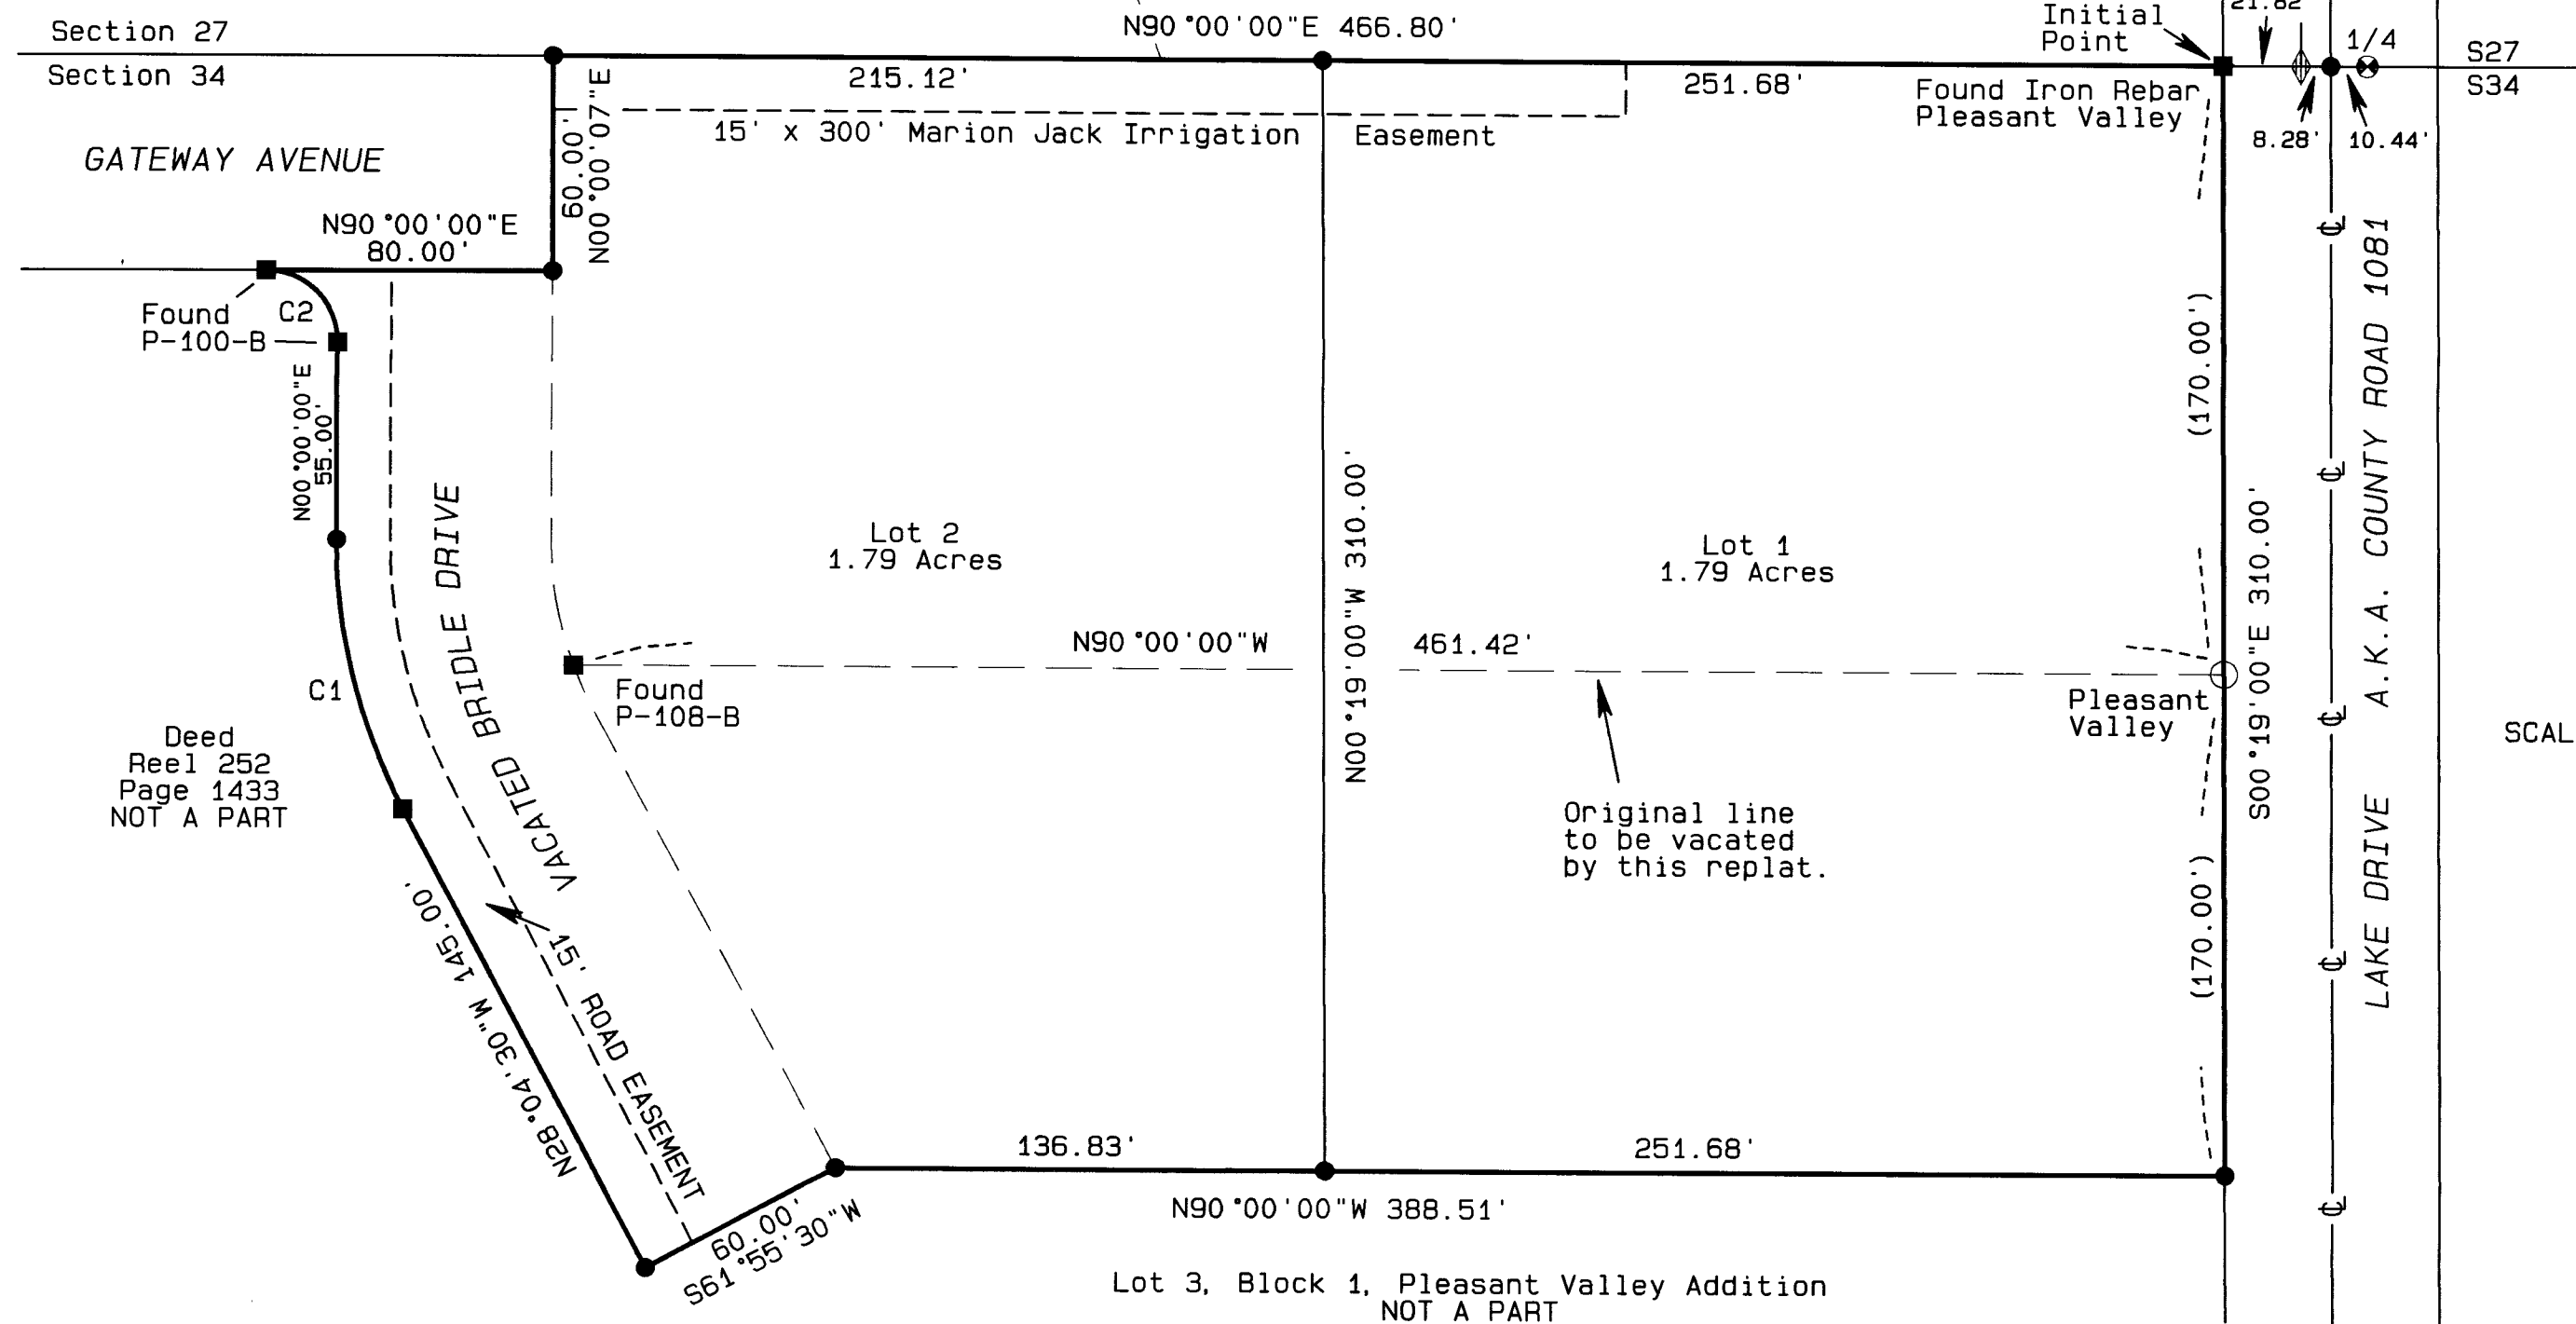 Section 27
Section 34
N90°00'00"E 466.80'
215.12'
251.68'
Initial
Point
1/4
S27
S34
Found Iron Rebar
Pleasant Valley
8.28'
10.44'
15' x 300' Marion Jack Irrigation Easement
GATEWAY AVENUE
60.00'
N00°00'07"E
N90°00'00"E
80.00'
Found
P-100-B
C2
N00°00'00"E
55.00'
(170.00')
LAKE DRIVE A.K.A. COUNTY ROAD 1081
VACATED BRIDLE DRIVE
Lot 2
1.79 Acres
N00°19'00"W 310.00'
Lot 1
1.79 Acres
S00°19'00"E 310.00'
N90°00'00"W 461.42'
Found
P-108-B
C1
Pleasant
Valley
Deed
Reel 252
Page 1433
NOT A PART
SCAL
Original line
to be vacated
by this replat.
(170.00')
N28°04'30"W 145.00'
15' ROAD EASEMENT
136.83'
251.68'
N90°00'00"W 388.51'
60.00'
S61°55'30"W
Lot 3, Block 1, Pleasant Valley Addition
NOT A PART